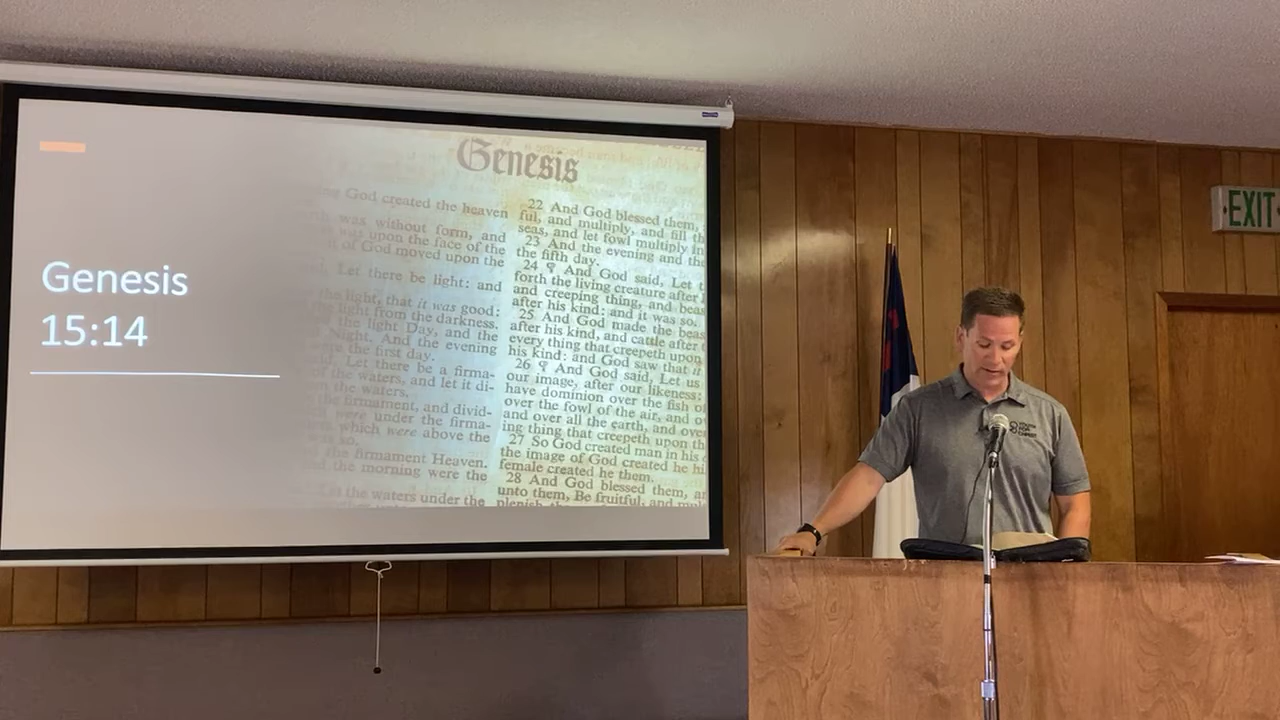 Genesis
15:14
Genesis
God created the heaven
was without form, and
was upon the face of the
of God moved upon the
Let there be light: and
the light, that it was good:
light from the darkness.
the light Day, and the
Night. And the evening
the first day.
Let there be a firma-
the waters, and let it di-
the waters.
the firmament, and divid-
were under the firma-
which were above the
so.
the firmament Heaven.
the morning were the
the waters under the
22 And God blessed them,
ful, and multiply, and fill th
seas, and let fowl multiply in
23 And the evening and the
the fifth day.
24 ¶ And God said, Let t
forth the living creature after
and creeping thing, and beas
after his kind: and it was so.
25 And God made the beas
after his kind, and cattle after
every thing that creepeth upon
his kind: and God saw that it
26 ¶ And God said, Let us
our image, after our likeness:
have dominion over the fish of
over the fowl of the air, and o
and over all the earth, and over
ing thing that creepeth upon th
27 So God created man in his
the image of God created he hi
female created he them.
28 And God blessed them, an
unto them, Be fruitful, and mul
EXIT
YOUTH
FOR
CHRIST